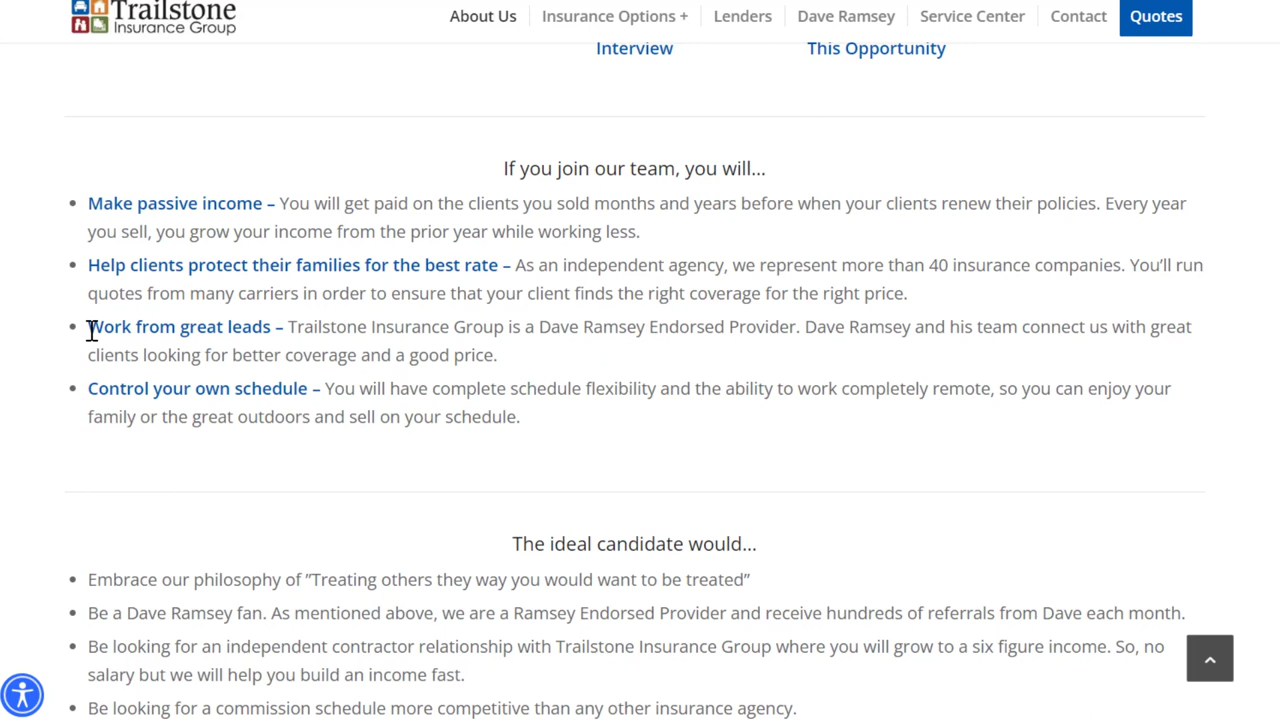 Trailstone
Insurance Group
About Us
Insurance Options +
Lenders
Dave Ramsey
Service Center
Contact
Quotes
Interview
This Opportunity
If you join our team, you will...
Make passive income – You will get paid on the clients you sold months and years before when your clients renew their policies. Every year
you sell, you grow your income from the prior year while working less.
Help clients protect their families for the best rate – As an independent agency, we represent more than 40 insurance companies. You’ll run
quotes from many carriers in order to ensure that your client finds the right coverage for the right price.
Work from great leads – Trailstone Insurance Group is a Dave Ramsey Endorsed Provider. Dave Ramsey and his team connect us with great
clients looking for better coverage and a good price.
Control your own schedule – You will have complete schedule flexibility and the ability to work completely remote, so you can enjoy your
family or the great outdoors and sell on your schedule.
The ideal candidate would...
Embrace our philosophy of ”Treating others they way you would want to be treated”
Be a Dave Ramsey fan. As mentioned above, we are a Ramsey Endorsed Provider and receive hundreds of referrals from Dave each month.
Be looking for an independent contractor relationship with Trailstone Insurance Group where you will grow to a six figure income. So, no
salary but we will help you build an income fast.
Be looking for a commission schedule more competitive than any other insurance agency.